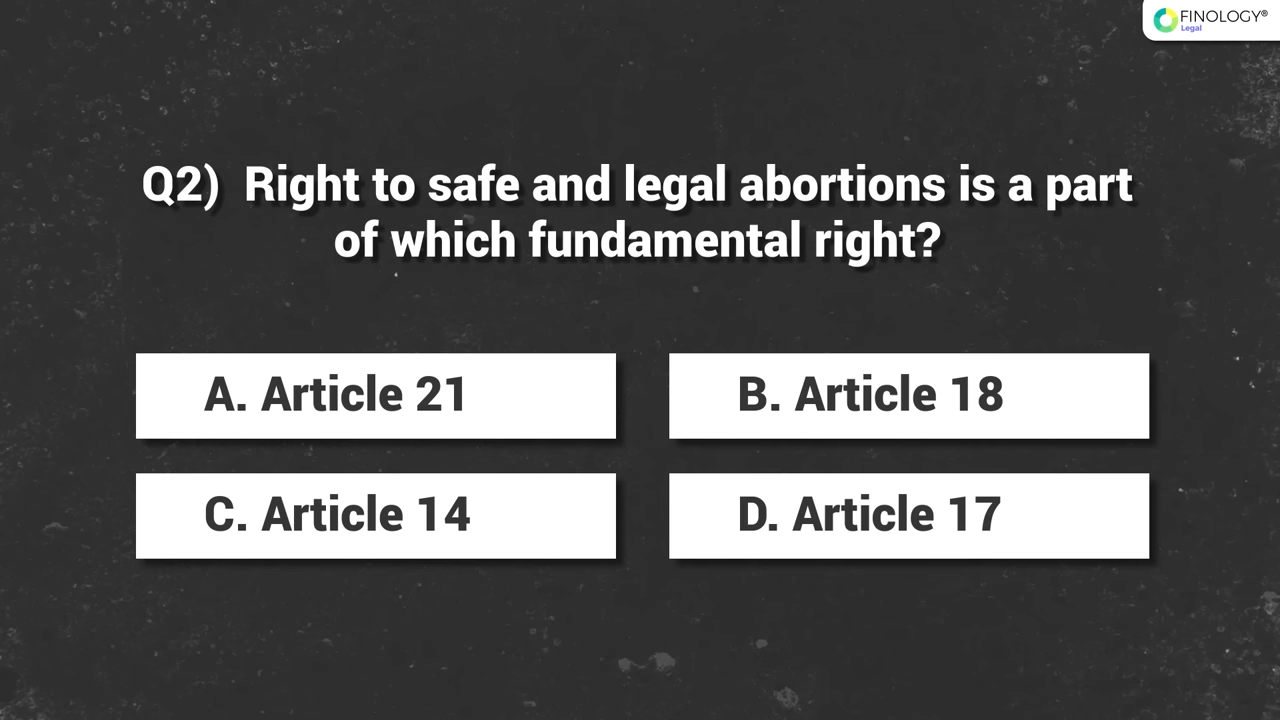 FINOLOGY®
Legal
Q2) Right to safe and legal abortions is a part
of which fundamental right?
A. Article 21
B. Article 18
C. Article 14
D. Article 17